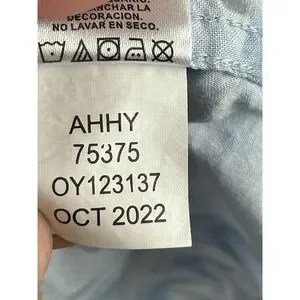 PLANCHAR LA
DECORACION.
NO LAVAR EN SECO.
AHHY
75375
OY123137
OCT 2022